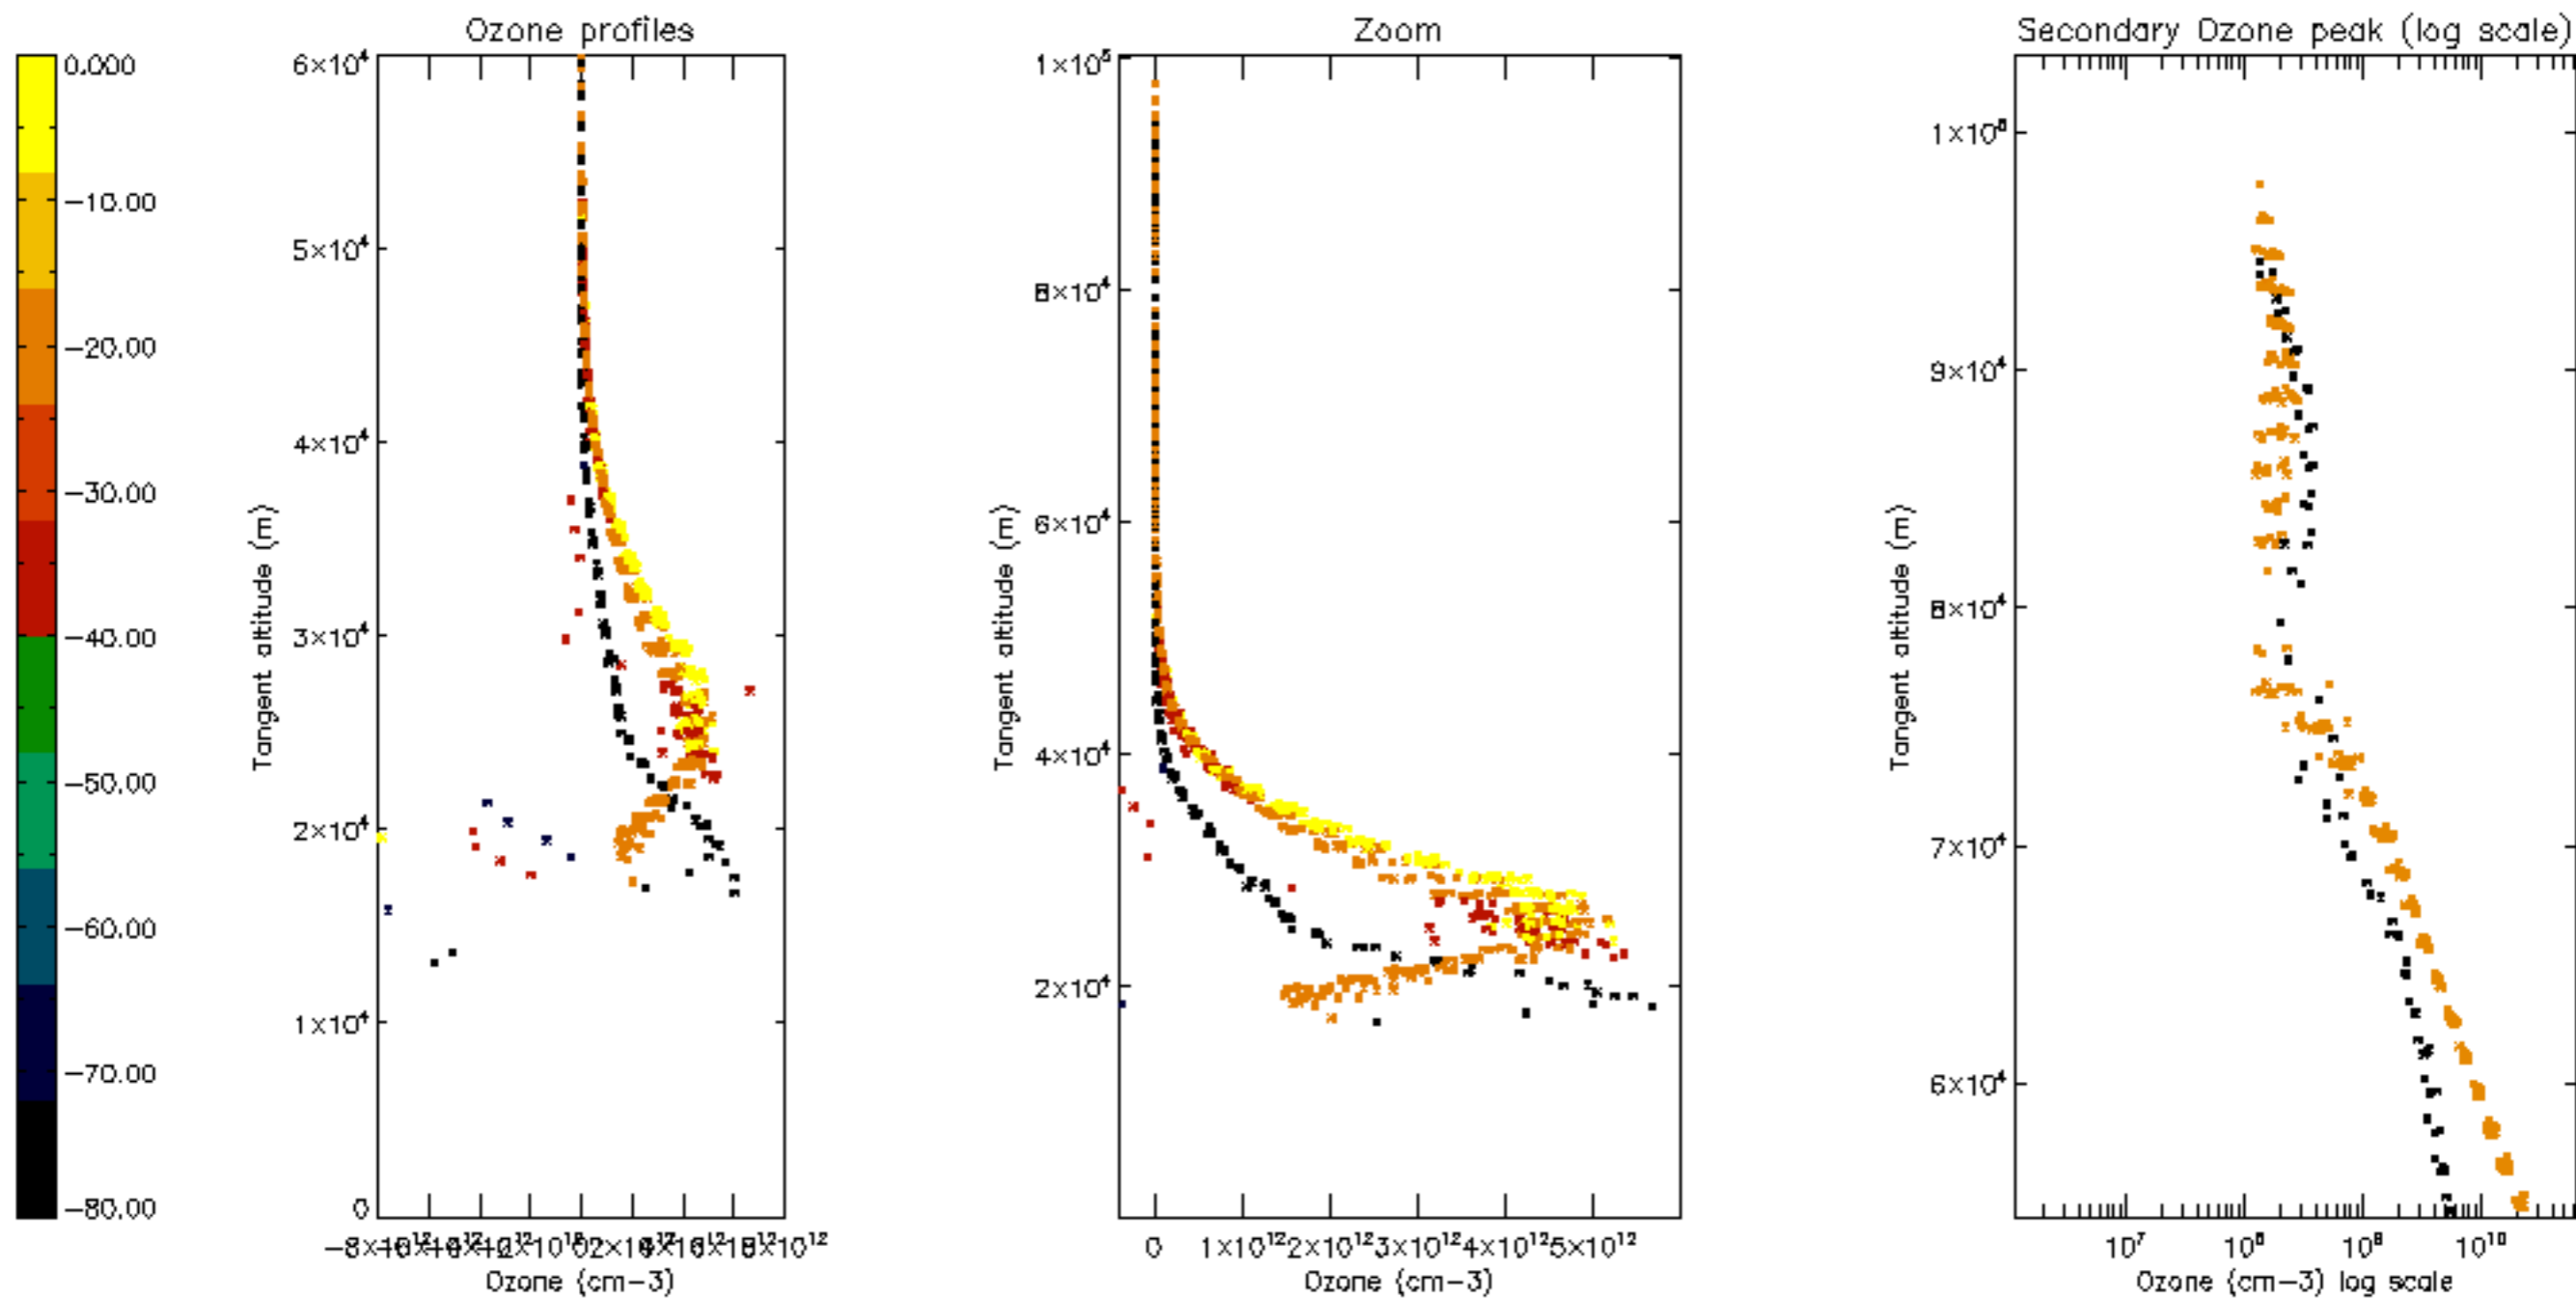 Ozone profiles
Zoom
Secondary Ozone peak (log scale)
0.000
-10.00
-20.00
-30.00
-40.00
-50.00
-60.00
-70.00
-80.00
6×10⁴
5×10⁴
4×10⁴
3×10⁴
2×10⁴
1×10⁴
0
Tangent altitude (m)
0
8×10¹²
Ozone (cm-3)
1×10⁵
8×10⁴
6×10⁴
4×10⁴
2×10⁴
Tangent altitude (m)
0 1×10¹² 2×10¹² 3×10¹² 4×10¹² 5×10¹²
Ozone (cm-3)
9×10⁴
8×10⁴
7×10⁴
6×10⁴
Tangent altitude (m)
10⁷ 10⁸ 10⁹ 10¹⁰
Ozone (cm-3) log scale